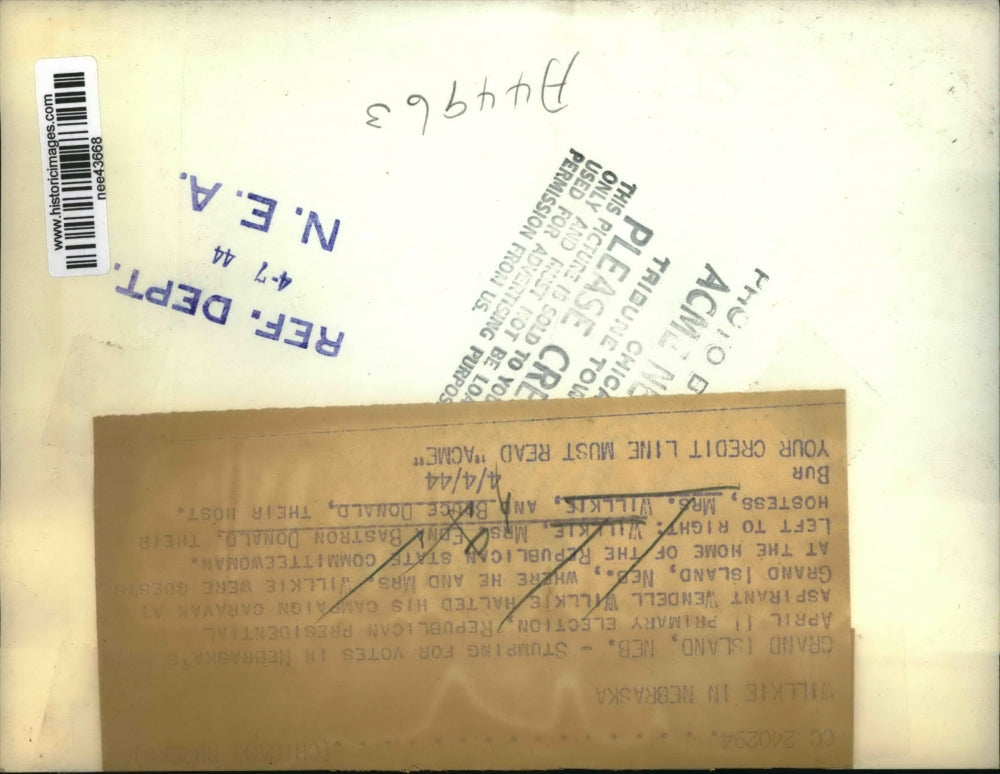 www.historicimages.com
nee43668
A44963
REF. DEPT.
4-7 44
N.E.A.
PHOTO
ACME
TRIBUNE
CHICA
PLEASE CRE
THIS PICTURE IS SOLD TO YOU
ONLY AND MUST NOT BE LOA
USED FOR ADVERTISING PURPOS
PERMISSION FROM US.
CC 240294
WILLKIE IN NEBRASKA
GRAND ISLAND, NEB. - STUMPING FOR VOTES IN NEBRASKA'S
APRIL 11 PRIMARY ELECTION, REPUBLICAN PRESIDENTIAL
ASPIRANT WENDELL WILLKIE HALTED HIS CAMPAIGN CARAVAN AT
GRAND ISLAND, NEB., WHERE HE AND MRS. WILLKIE WERE GUESTS
AT THE HOME OF THE REPUBLICAN STATE COMMITTEEWOMAN.
LEFT TO RIGHT: WILLKIE, MRS. EDNA BASTRON DONALD, THEIR
HOSTESS, MRS. WILLKIE, AND BRUCE DONALD, THEIR HOST.
BUR 4/4/44
YOUR CREDIT LINE MUST READ "ACME"